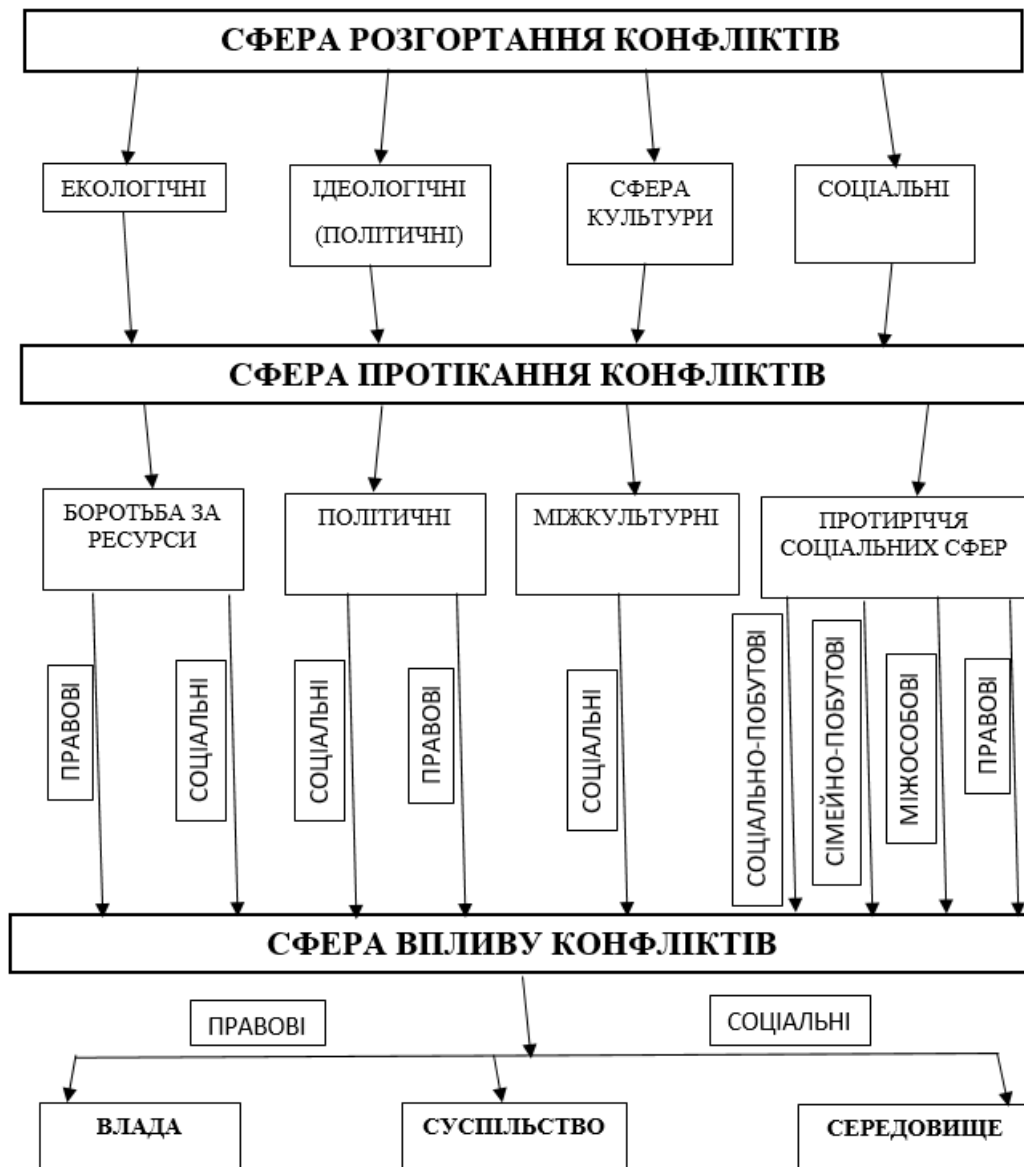 СФЕРА РОЗГОРТАННЯ КОНФЛІКТІВ
ЕКОЛОГІЧНІ
ІДЕОЛОГІЧНІ
(ПОЛІТИЧНІ)
СФЕРА
КУЛЬТУРИ
СОЦІАЛЬНІ
СФЕРА ПРОТІКАННЯ КОНФЛІКТІВ
БОРОТЬБА ЗА
РЕСУРСИ
ПОЛІТИЧНІ
МІЖКУЛЬТУРНІ
ПРОТИРІЧЧЯ
СОЦІАЛЬНИХ СФЕР
ПРАВОВІ
СОЦІАЛЬНІ
СОЦІАЛЬНІ
ПРАВОВІ
СОЦІАЛЬНІ
СОЦІАЛЬНО-ПОБУТОВІ
СІМЕЙНО-ПОБУТОВІ
МІЖОСОБОВІ
ПРАВОВІ
СФЕРА ВПЛИВУ КОНФЛІКТІВ
ПРАВОВІ
СОЦІАЛЬНІ
ВЛАДА
СУСПІЛЬСТВО
СЕРЕДОВИЩЕ